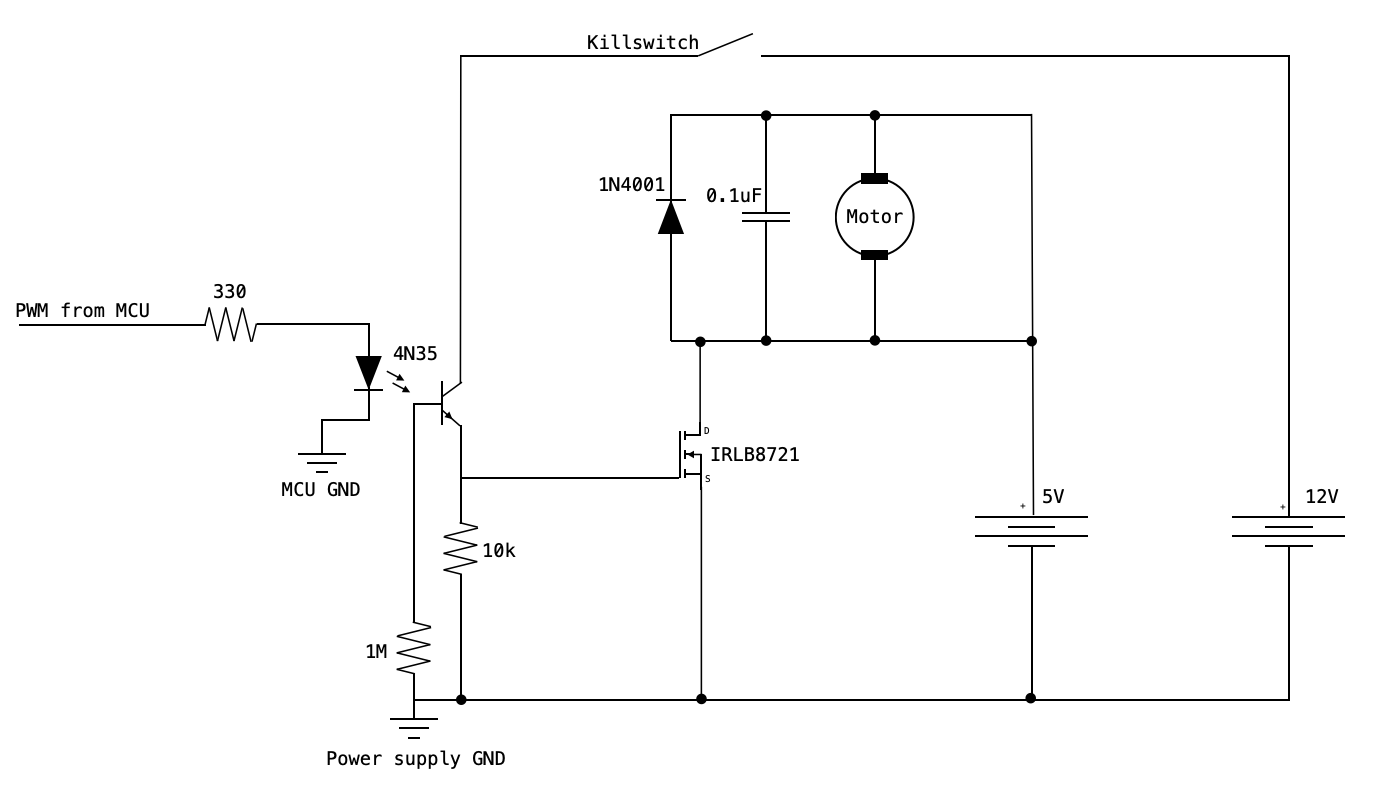 Killswitch
1N4001
0.1uF
Motor
330
PWM from MCU
4N35
D
IRLB8721
S
MCU GND
+ 5V
+ 12V
10k
1M
Power supply GND